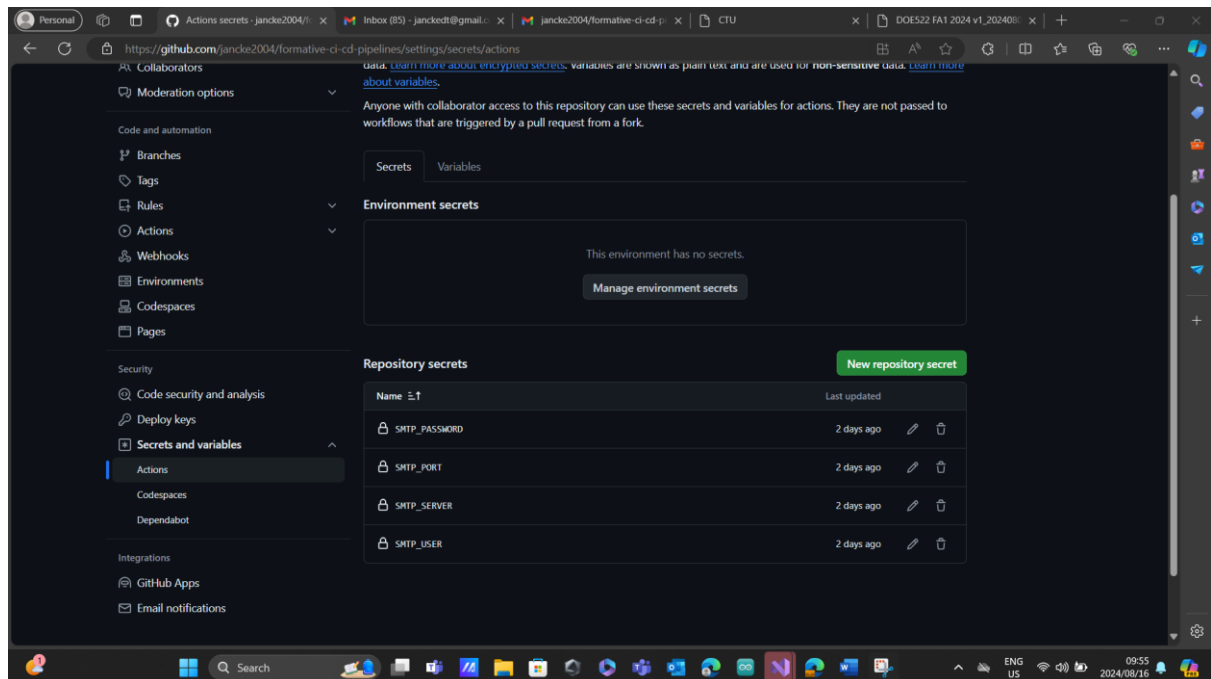 Personal
Actions secrets - jancke2004/fo
Inbox (85) - janckedt@gmail.c
jancke2004/formative-ci-cd-pi
CTU
DOE522 FA1 2024 v1_202408
https://github.com/jancke2004/formative-ci-cd-pipelines/settings/secrets/actions
Collaborators
Moderation options
Code and automation
Branches
Tags
Rules
Actions
Webhooks
Environments
Codespaces
Pages
Security
Code security and analysis
Deploy keys
Secrets and variables
Actions
Codespaces
Dependabot
Integrations
GitHub Apps
Email notifications
data. Learn more about encrypted secrets. Variables are shown as plain text and are used for non-sensitive data. Learn more
about variables.
Anyone with collaborator access to this repository can use these secrets and variables for actions. They are not passed to
workflows that are triggered by a pull request from a fork.
Secrets Variables
Environment secrets
This environment has no secrets.
Manage environment secrets
Repository secrets New repository secret
Name Last updated
SMTP_PASSWORD 2 days ago
SMTP_PORT 2 days ago
SMTP_SERVER 2 days ago
SMTP_USER 2 days ago
Search
ENG
US
09:55
2024/08/16